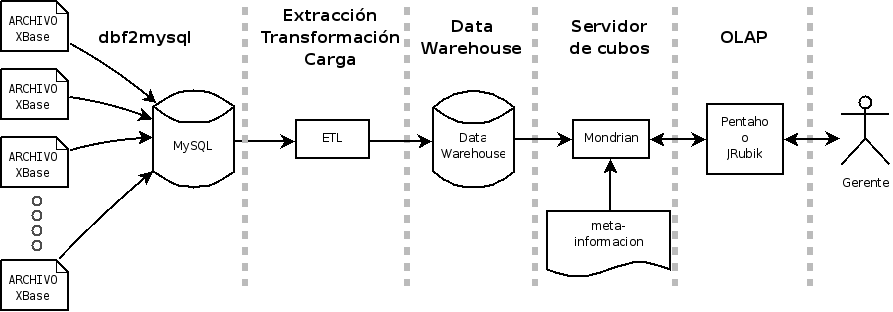 dbf2mysql
Extracción
Transformación
Carga
Data
Warehouse
Servidor
de cubos
OLAP
ARCHIVO
XBase
ARCHIVO
XBase
ARCHIVO
XBase
ARCHIVO
XBase
MySQL
ETL
Data
Warehouse
Mondrian
meta-
informacion
Pentaho
o
JRubik
Gerente